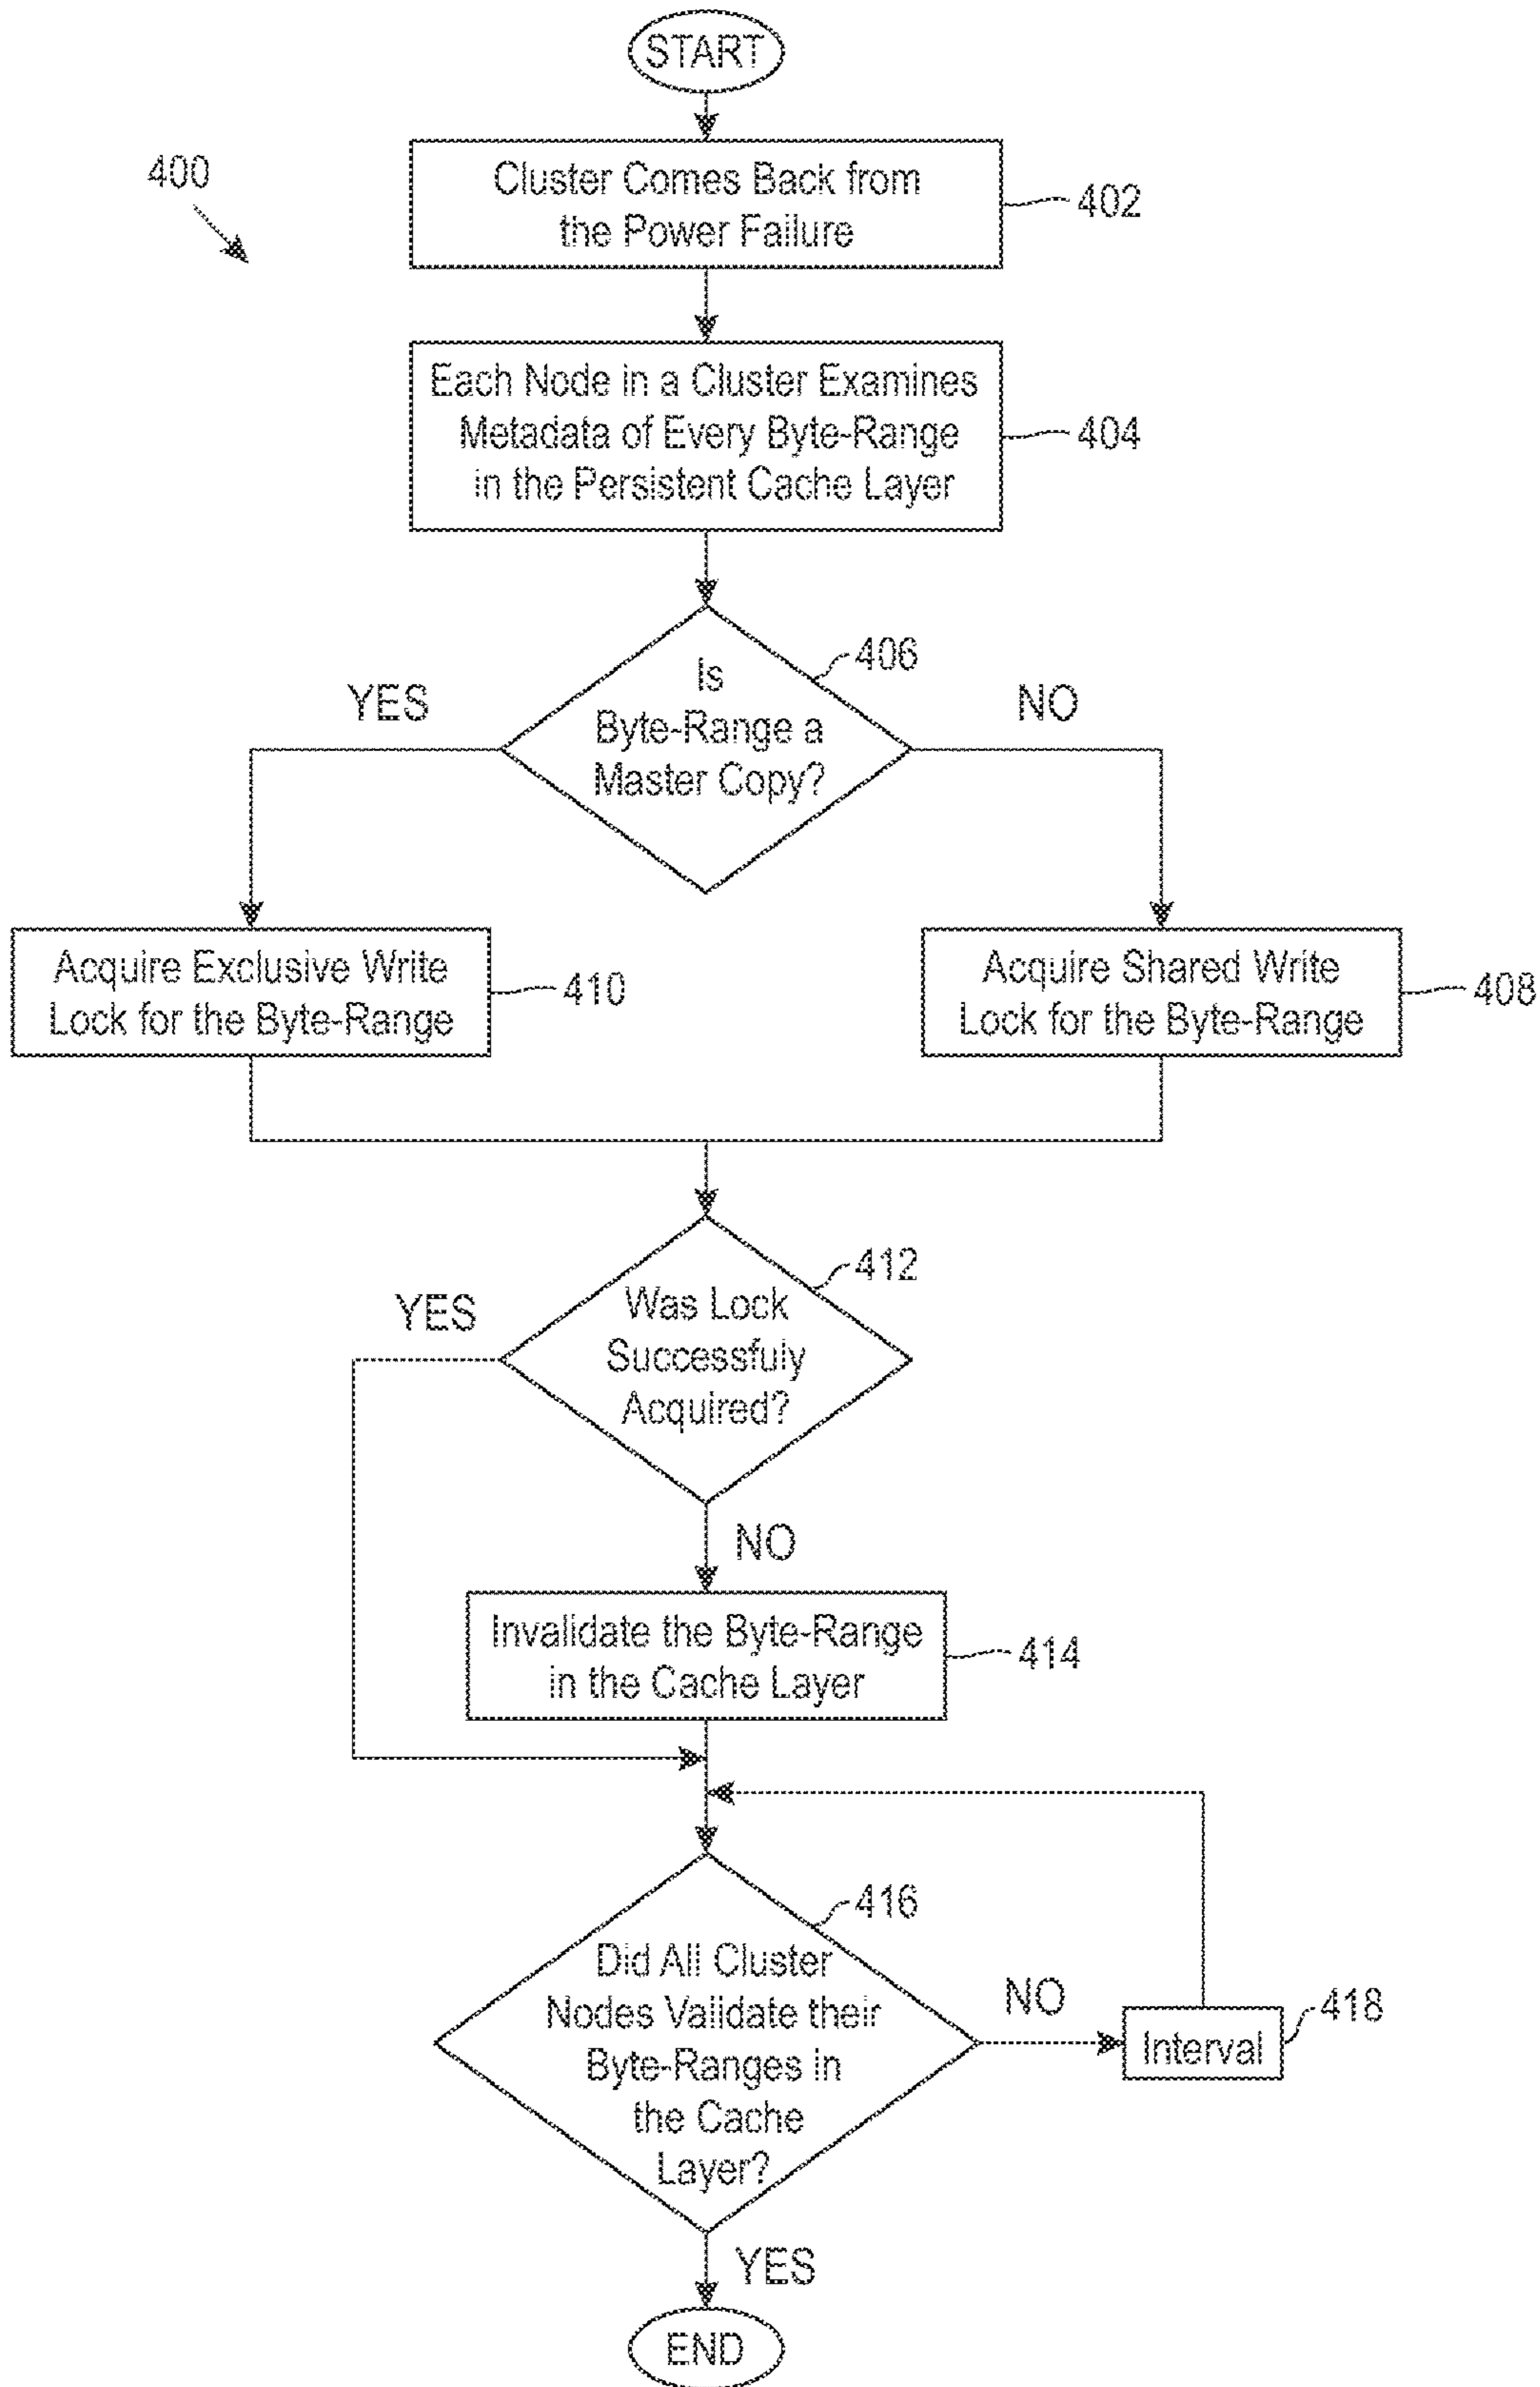 START
400
Cluster Comes Back from
the Power Failure
402
Each Node in a Cluster Examines
Metadata of Every Byte-Range
in the Persistent Cache Layer
404
406
Is
Byte-Range a
Master Copy?
YES
NO
Acquire Exclusive Write
Lock for the Byte-Range
410
Acquire Shared Write
Lock for the Byte-Range
408
412
Was Lock
Successfuly
Acquired?
YES
NO
Invalidate the Byte-Range
in the Cache Layer
414
416
Did All Cluster
Nodes Validate their
Byte-Ranges in
the Cache
Layer?
NO
Interval
418
YES
END